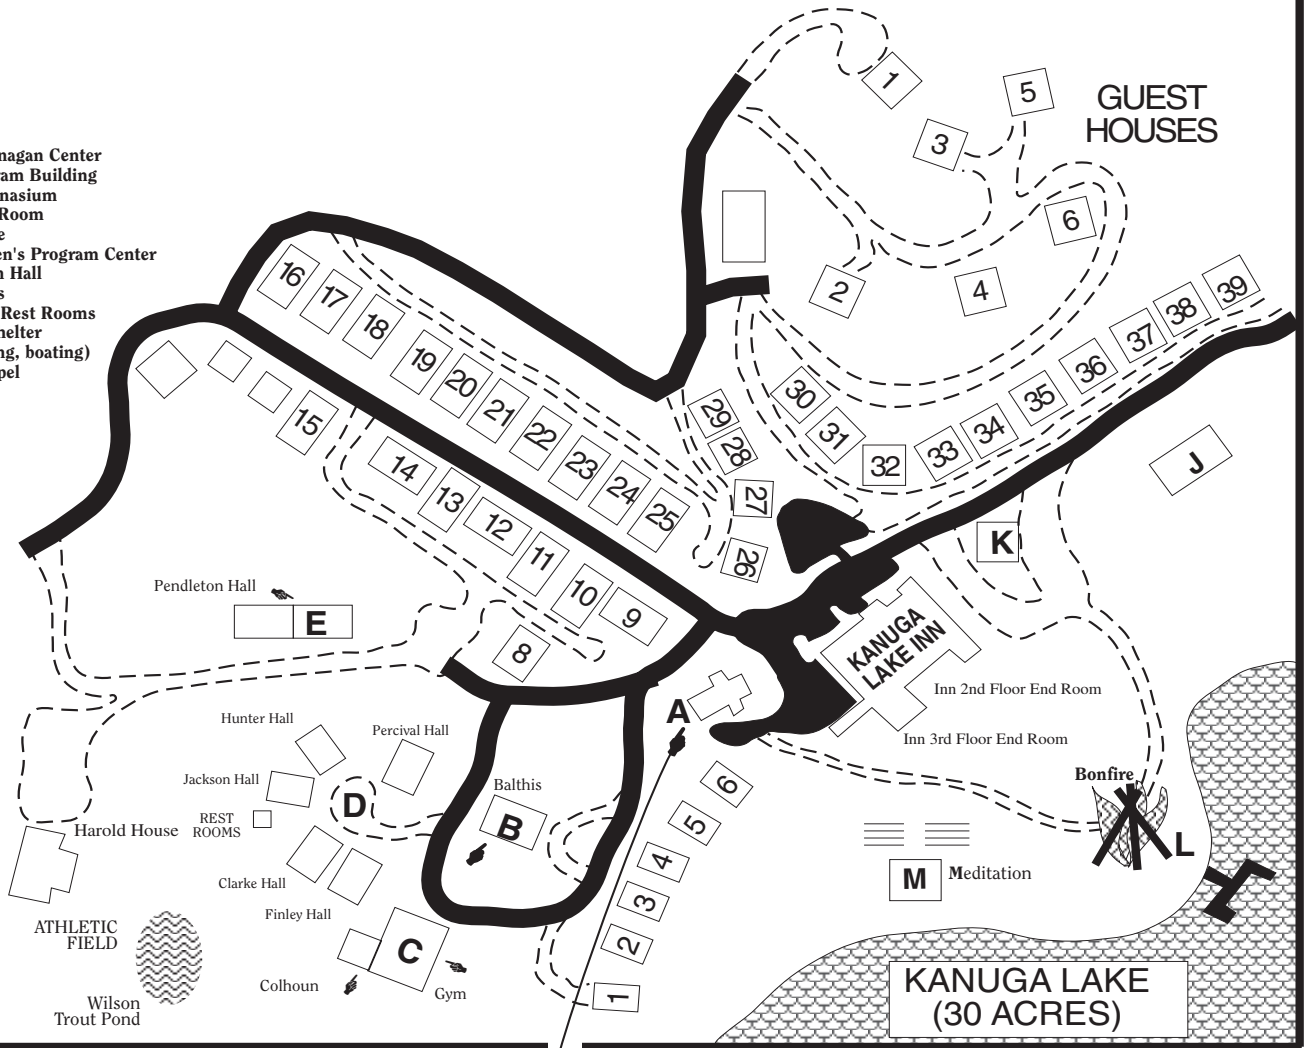 GUEST
HOUSES
1
5
3
6
2
4
nagan Center
ram Building
nasium
Room
e
en's Program Center
n Hall
s
Rest Rooms
helter
ng, boating)
pel
16
17
18
19
20
21
22
23
24
25
15
14
13
12
11
10
9
8
29
28
27
26
30
31
32
33
34
35
36
37
38
39
J
K
KANUGA
LAKE INN
Inn 2nd Floor End Room
Inn 3rd Floor End Room
Pendleton Hall
E
A
Hunter Hall
Percival Hall
Jackson Hall
D
REST
ROOMS
Balthis
B
Harold House
Clarke Hall
Finley Hall
C
Colhoun
Gym
ATHLETIC
FIELD
Wilson
Trout Pond
6
5
4
3
2
1
Bonfire
L
M
Meditation
KANUGA LAKE
(30 ACRES)